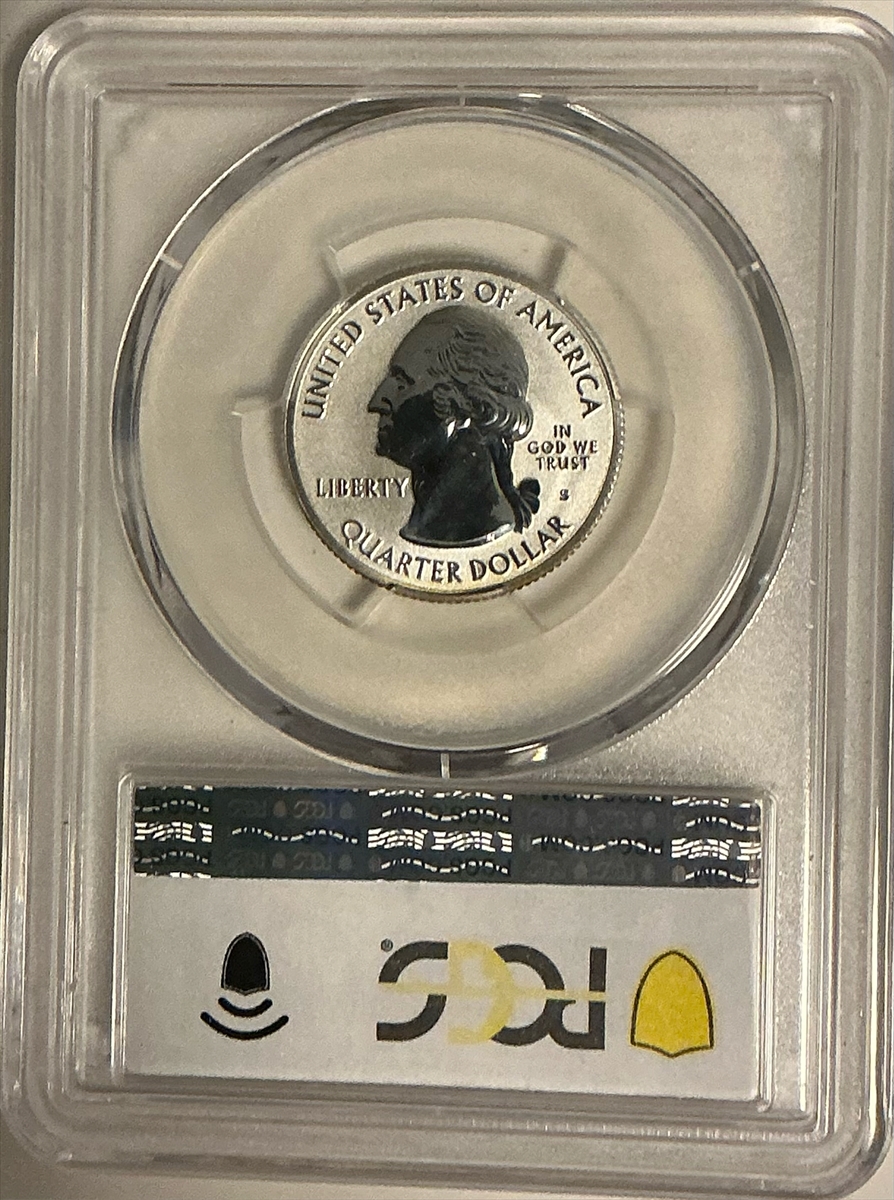 UNITED STATES OF AMERICA
IN
GOD WE
TRUST
LIBERTY
S
QUARTER DOLLAR
PCGS®